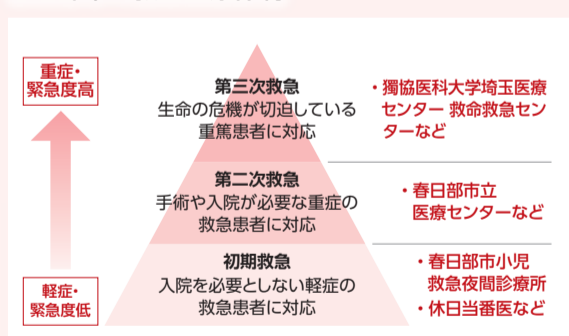 重症・
緊急度高
第三次救急
生命の危機が切迫している
重篤患者に対応
・獨協医科大学埼玉医療
センター 救命救急セン
ターなど
第二次救急
手術や入院が必要な重症の
救急患者に対応
・春日部市立
医療センターなど
初期救急
入院を必要としない軽症の
救急患者に対応
・春日部市小児
救急夜間診療所
・休日当番医など
軽症・
緊急度低